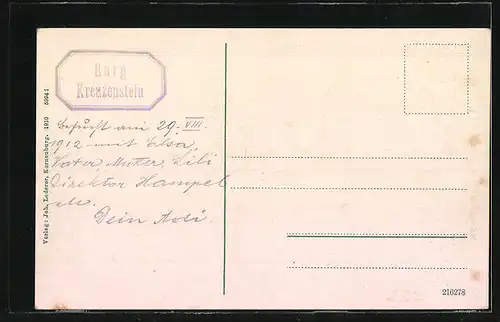 Burg
Kreuzenstein
Besucht am 29. VIII.
1912 mit Elsa,
Vater, Mutter, Lili
Direktor Hampel
etc.
Dein Adi.
Verlag: Joh. Lederer, Korneuburg. 1910
216278